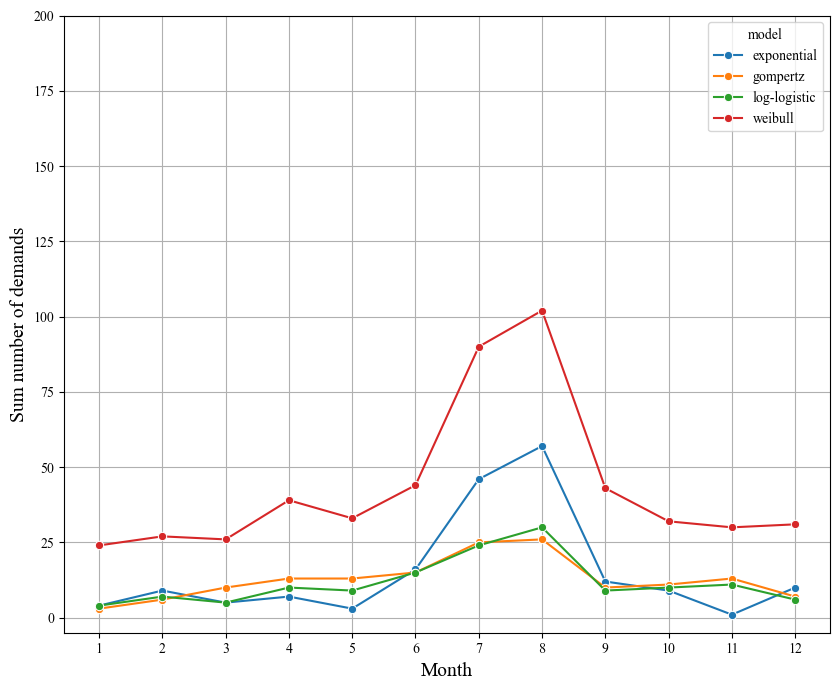 200
175
150
125
100
75
50
25
0
Sum number of demands
model
exponential
gompertz
log-logistic
weibull
1 2 3 4 5 6 7 8 9 10 11 12
Month